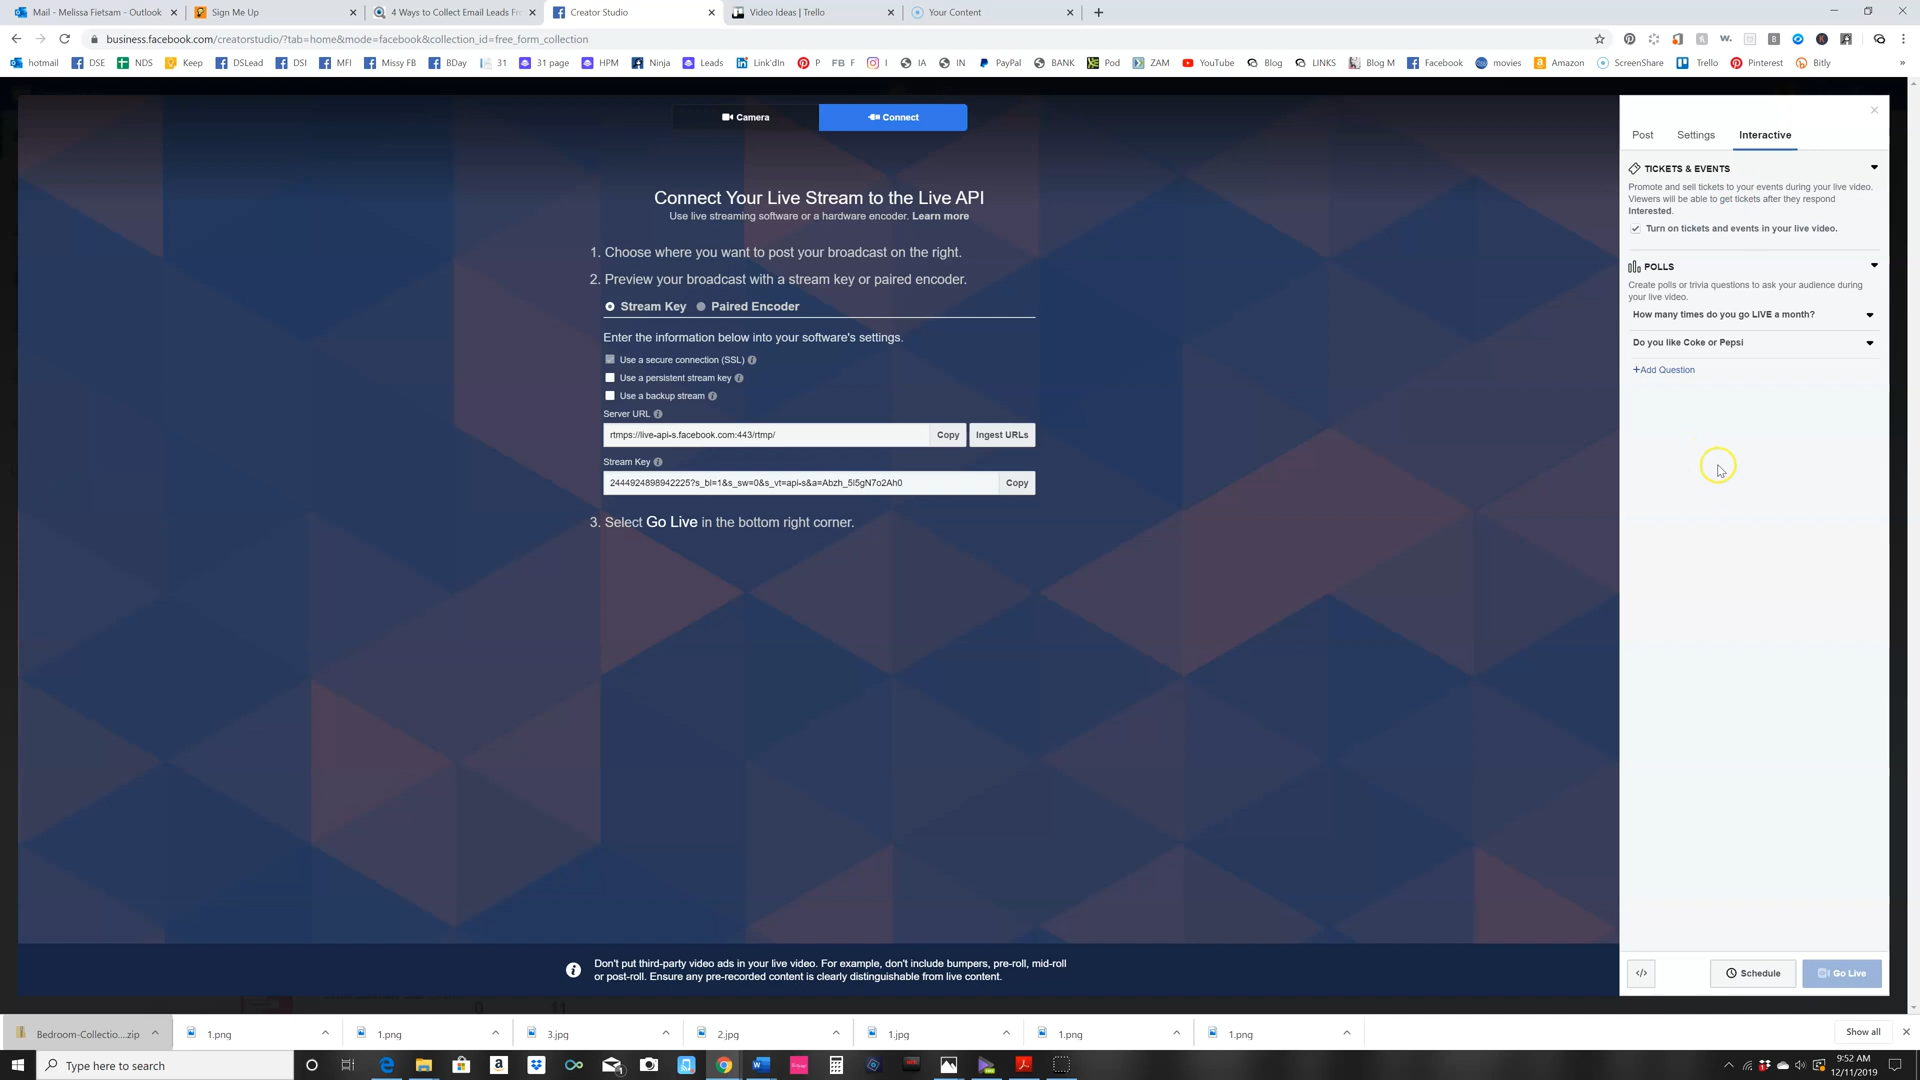 Mail - Melissa Fietsam - Outlook
Sign Me Up
4 Ways to Collect Email Leads Fr
Creator Studio
Video Ideas | Trello
Your Content
business.facebook.com/creatorstudio/?tab=home&mode=facebook&collection_id=free_form_collection
hotmail DSE NDS Keep DSLead DSI MFI Missy FB BDay 31 31 page HPM Ninja Leads Link'dIn P FB F I IA IN PayPal BANK Pod ZAM YouTube Blog LINKS Blog M Facebook movies Amazon ScreenShare Trello Pinterest Bitly »
Camera
Connect
Connect Your Live Stream to the Live API
Use live streaming software or a hardware encoder. Learn more
1. Choose where you want to post your broadcast on the right.
2. Preview your broadcast with a stream key or paired encoder.
Stream Key Paired Encoder
Enter the information below into your software's settings.
Use a secure connection (SSL)
Use a persistent stream key
Use a backup stream
Server URL
rtmps://live-api-s.facebook.com:443/rtmp/
Copy
Ingest URLs
Stream Key
2444924898942225?s_bl=1&s_sw=0&s_vt=api-s&a=Abzh_5l5gN7o2Ah0
Copy
3. Select Go Live in the bottom right corner.
Don't put third-party video ads in your live video. For example, don't include bumpers, pre-roll, mid-roll
or post-roll. Ensure any pre-recorded content is clearly distinguishable from live content.
Post Settings Interactive
TICKETS & EVENTS
Promote and sell tickets to your events during your live video.
Viewers will be able to get tickets after they respond
Interested.
Turn on tickets and events in your live video.
POLLS
Create polls or trivia questions to ask your audience during
your live video.
How many times do you go LIVE a month?
Do you like Coke or Pepsi
+Add Question
</>
Schedule
Go Live
Bedroom-Collectio....zip
1.png
1.png
3.jpg
2.jpg
1.jpg
1.png
1.png
Show all
Type here to search
9:52 AM
12/11/2019